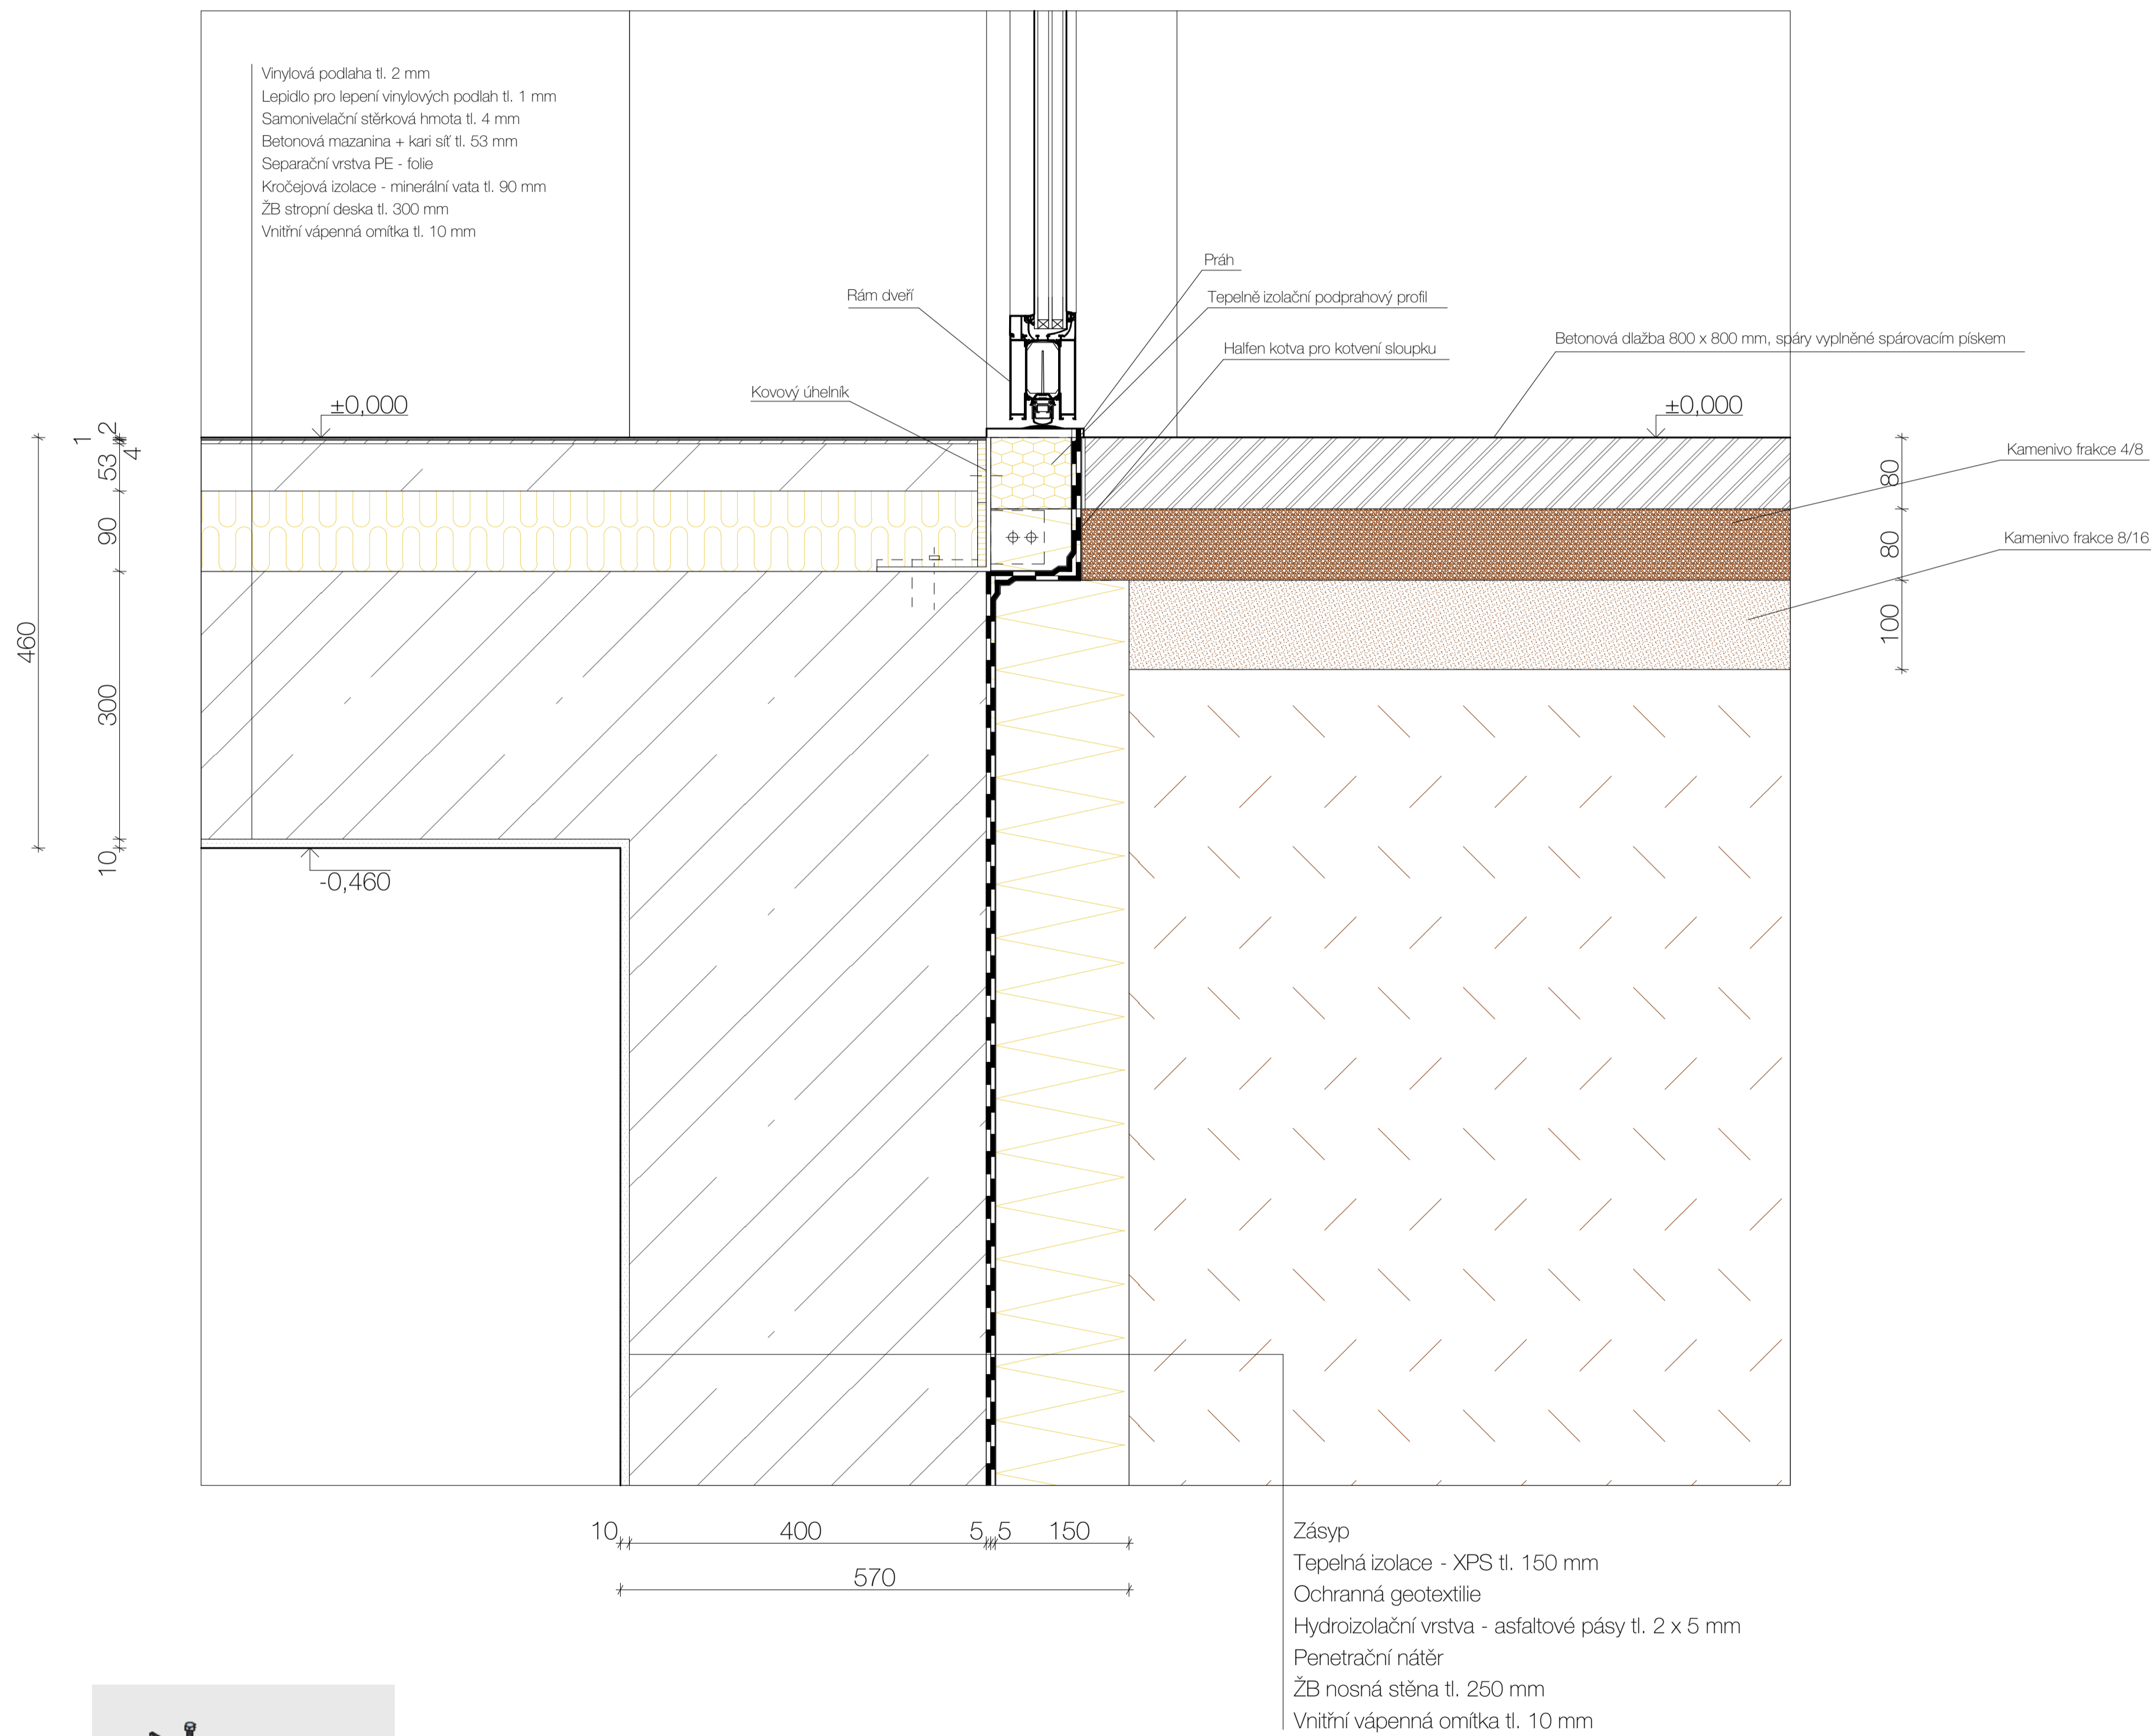 Vinylová podlaha tl. 2 mm
Lepidlo pro lepení vinylových podlah tl. 1 mm
Samonivelační stěrková hmota tl. 4 mm
Betonová mazanina + kari síť tl. 53 mm
Separační vrstva PE - folie
Kročejová izolace - minerální vata tl. 90 mm
ŽB stropní deska tl. 300 mm
Vnitřní vápenná omítka tl. 10 mm
Práh
Rám dveří
Tepelně izolační podprahový profil
Betonová dlažba 800 x 800 mm, spáry vyplněné spárovacím pískem
Halfen kotva pro kotvení sloupku
Kovový úhelník
±0,000
±0,000
Kamenivo frakce 4/8
Kamenivo frakce 8/16
1
2
4
53
90
300
10
460
80
80
100
-0,460
10
400
5
5
150
570
Zásyp
Tepelná izolace - XPS tl. 150 mm
Ochranná geotextilie
Hydroizolační vrstva - asfaltové pásy tl. 2 x 5 mm
Penetrační nátěr
ŽB nosná stěna tl. 250 mm
Vnitřní vápenná omítka tl. 10 mm